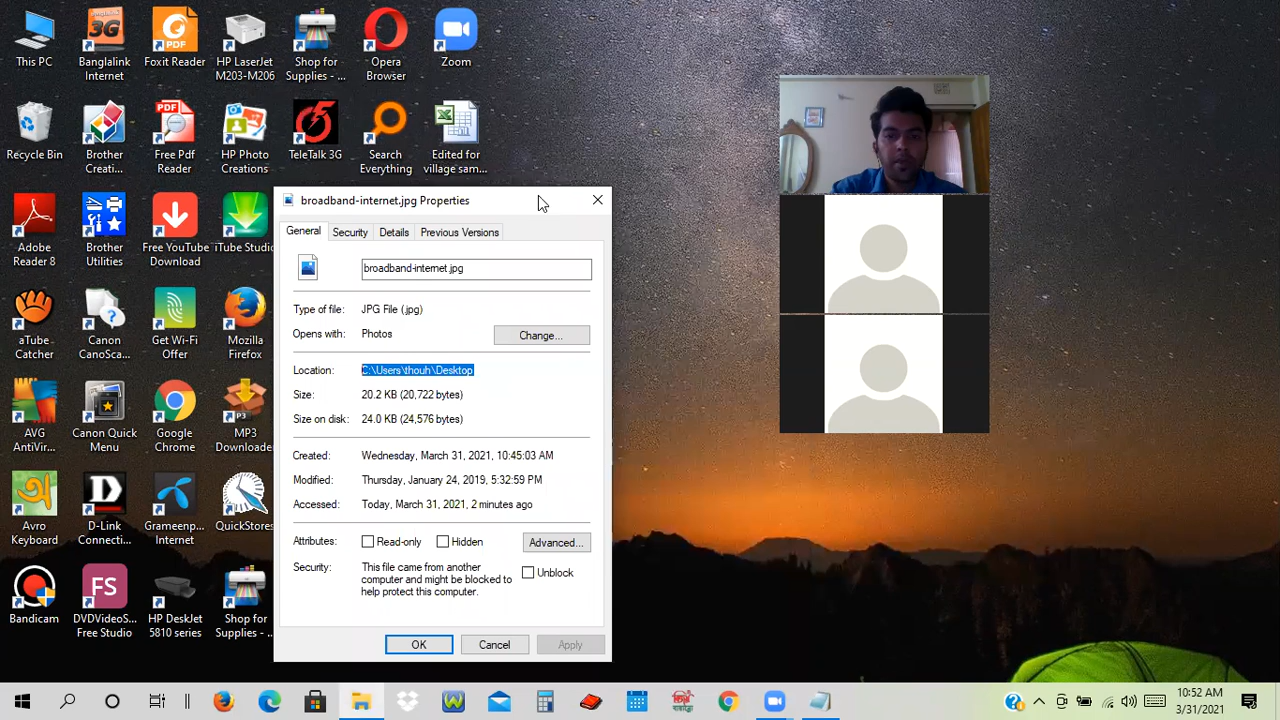 This PC
Banglalink
Internet
Foxit Reader
HP LaserJet
M203-M206
Shop for
Supplies - ...
Opera
Browser
Zoom
Recycle Bin
Brother
Creati...
Free Pdf
Reader
HP Photo
Creations
TeleTalk 3G
Search
Everything
Edited for
village sam...
Adobe
Reader 8
Brother
Utilities
Free YouTube
Download
iTube Studio
aTube
Catcher
Canon
CanoSca...
Get Wi-Fi
Offer
Mozilla
Firefox
AVG
AntiVir...
Canon Quick
Menu
Google
Chrome
MP3
Downloade
Avro
Keyboard
D-Link
Connecti...
Grameenp...
Internet
QuickStores
Bandicam
DVDVideoS...
Free Studio
HP DeskJet
5810 series
Shop for
Supplies - ...
broadband-internet.jpg Properties
General
Security
Details
Previous Versions
broadband-internet.jpg
Type of file: JPG File (.jpg)
Opens with: Photos
Change...
Location: C:\Users\thouh\Desktop
Size: 20.2 KB (20,722 bytes)
Size on disk: 24.0 KB (24,576 bytes)
Created: Wednesday, March 31, 2021, 10:45:03 AM
Modified: Thursday, January 24, 2019, 5:32:59 PM
Accessed: Today, March 31, 2021, 2 minutes ago
Attributes: Read-only Hidden Advanced...
Security: This file came from another
computer and might be blocked to
help protect this computer.
Unblock
OK
Cancel
Apply
10:52 AM
3/31/2021